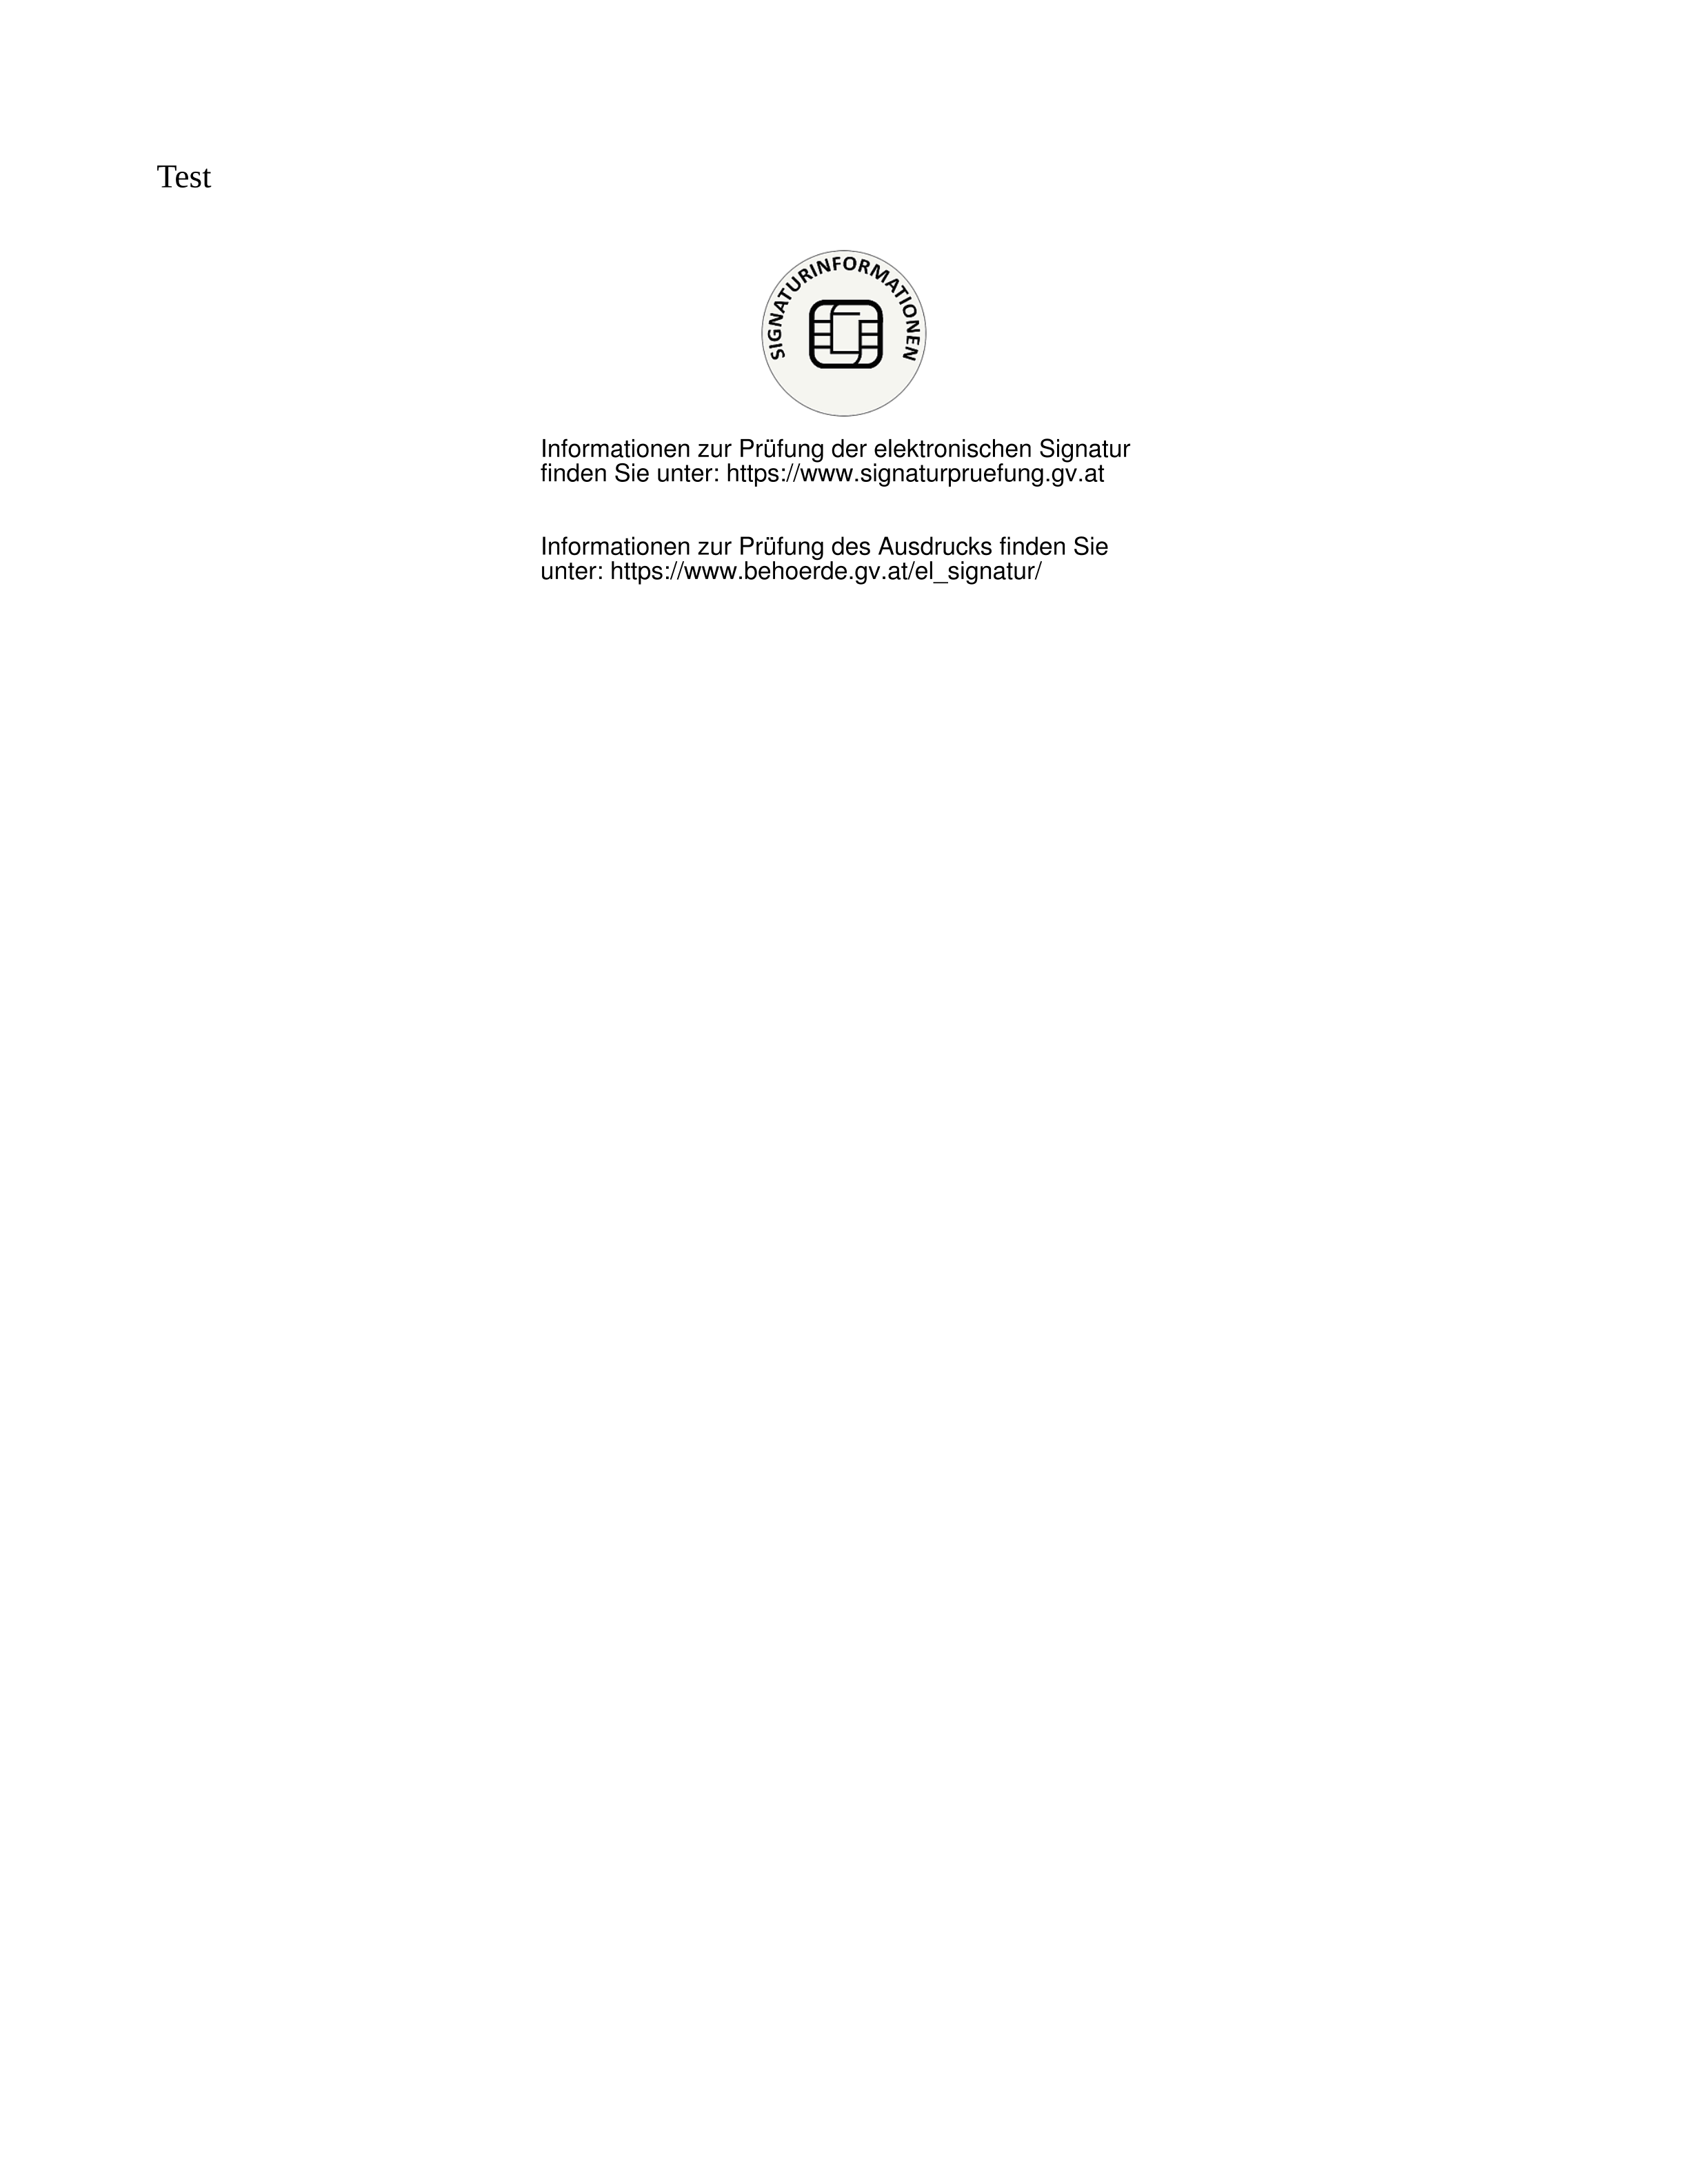 Test
SIGNATURINFORMATIONEN
Informationen zur Prüfung der elektronischen Signatur
finden Sie unter: https://www.signaturpruefung.gv.at
Informationen zur Prüfung des Ausdrucks finden Sie
unter: https://www.behoerde.gv.at/el_signatur/